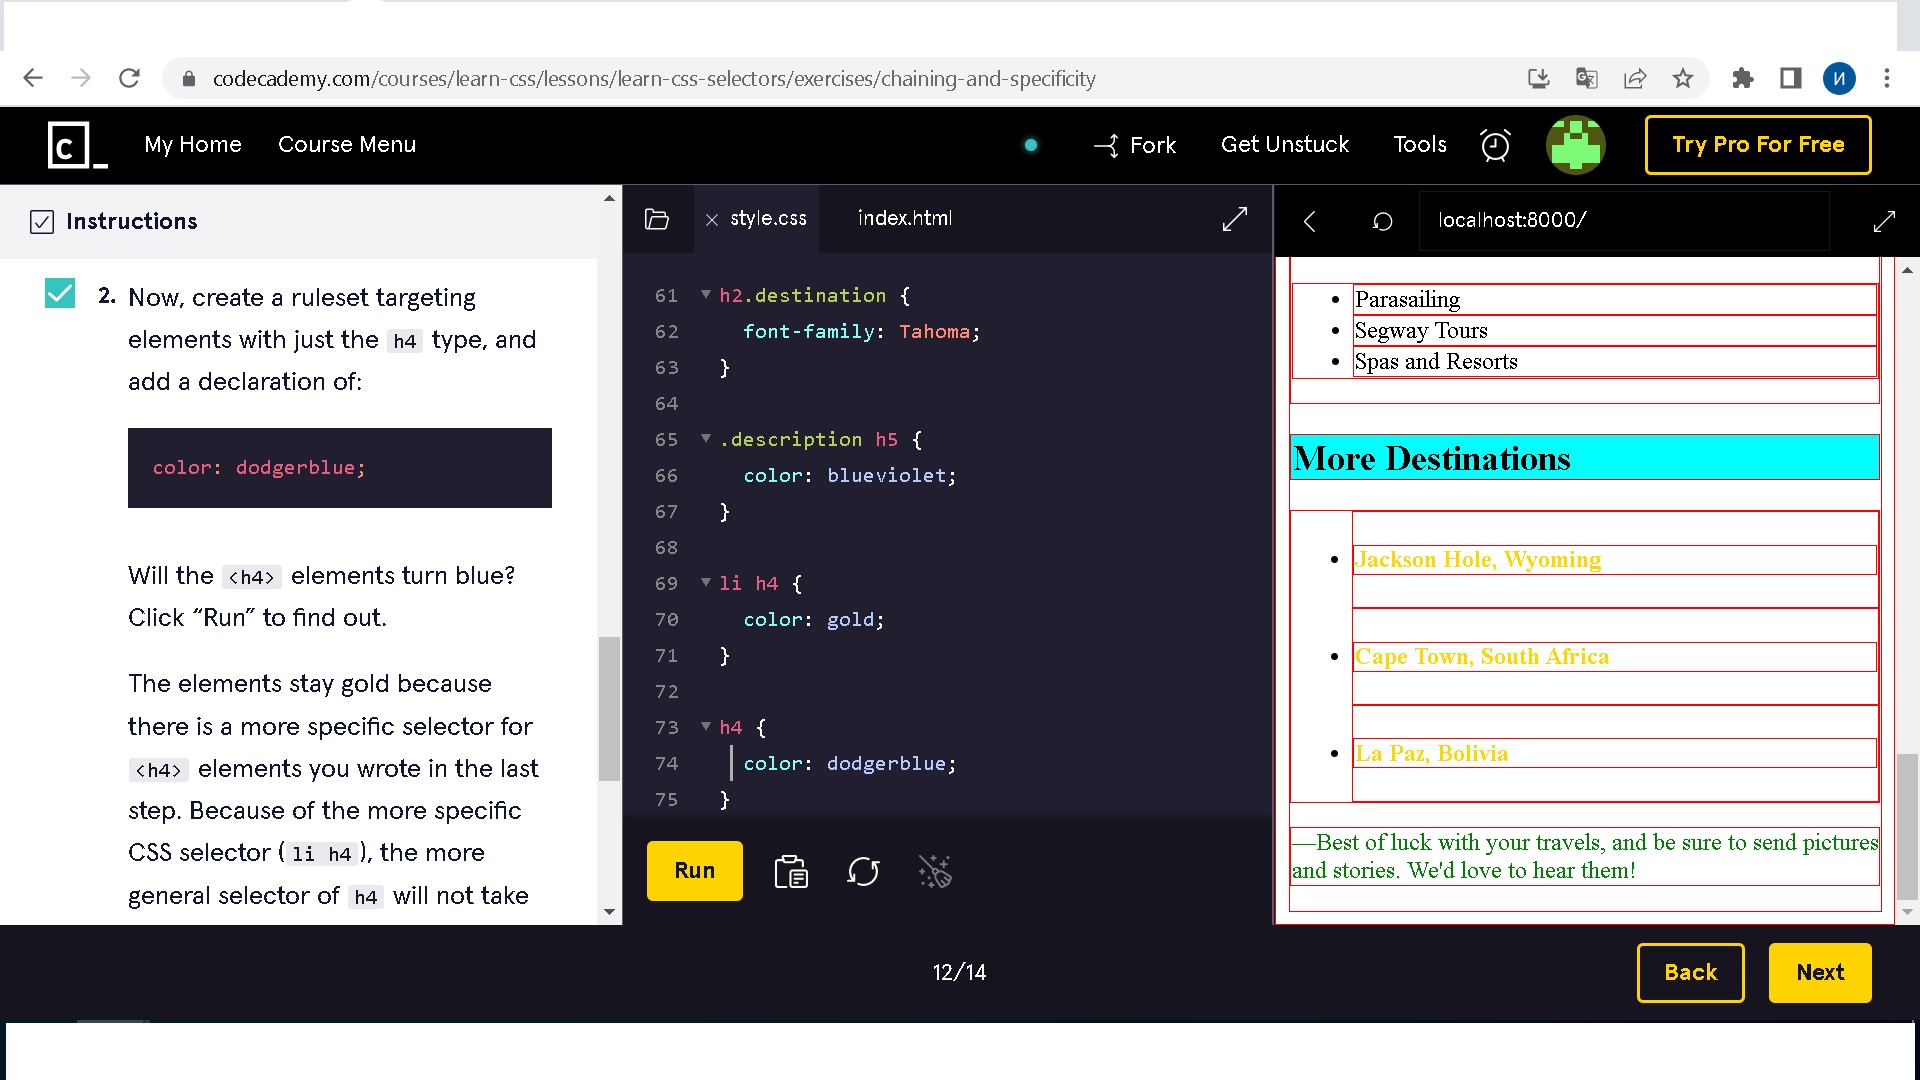 codecademy.com/courses/learn-css/lessons/learn-css-selectors/exercises/chaining-and-specificity
И
c_
My Home
Course Menu
Fork
Get Unstuck
Tools
Try Pro For Free
Instructions
2. Now, create a ruleset targeting
elements with just the h4 type, and
add a declaration of:
color: dodgerblue;
Will the <h4> elements turn blue?
Click “Run” to find out.
The elements stay gold because
there is a more specific selector for
<h4> elements you wrote in the last
step. Because of the more specific
CSS selector (li h4), the more
general selector of h4 will not take
style.css
index.html
61 h2.destination {
62 font-family: Tahoma;
63 }
64
65 .description h5 {
66 color: blueviolet;
67 }
68
69 li h4 {
70 color: gold;
71 }
72
73 h4 {
74 color: dodgerblue;
75 }
Run
localhost:8000/
• Parasailing
• Segway Tours
• Spas and Resorts
More Destinations
• Jackson Hole, Wyoming
• Cape Town, South Africa
• La Paz, Bolivia
—Best of luck with your travels, and be sure to send pictures
and stories. We'd love to hear them!
12/14
Back
Next